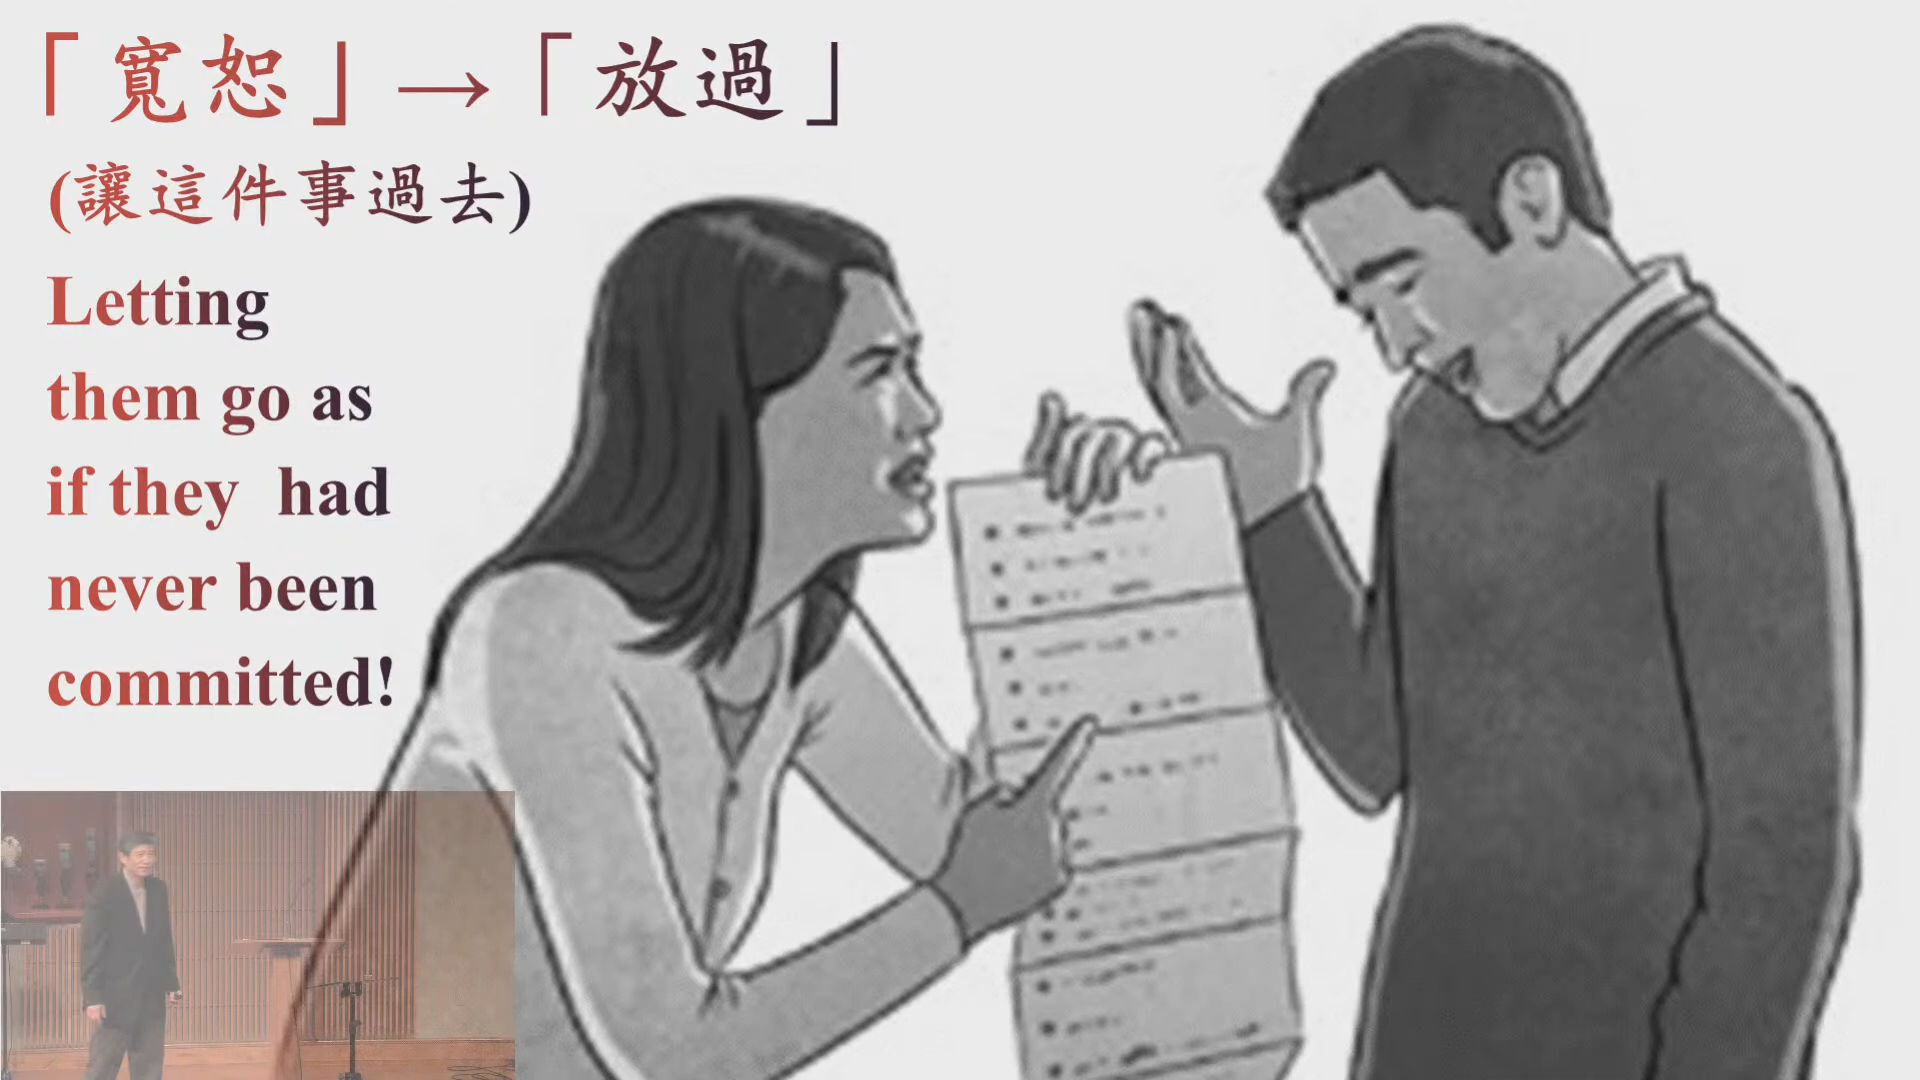 「寬恕」→「放過」
(讓這件事過去)
Letting
them go as
if they had
never been
committed!